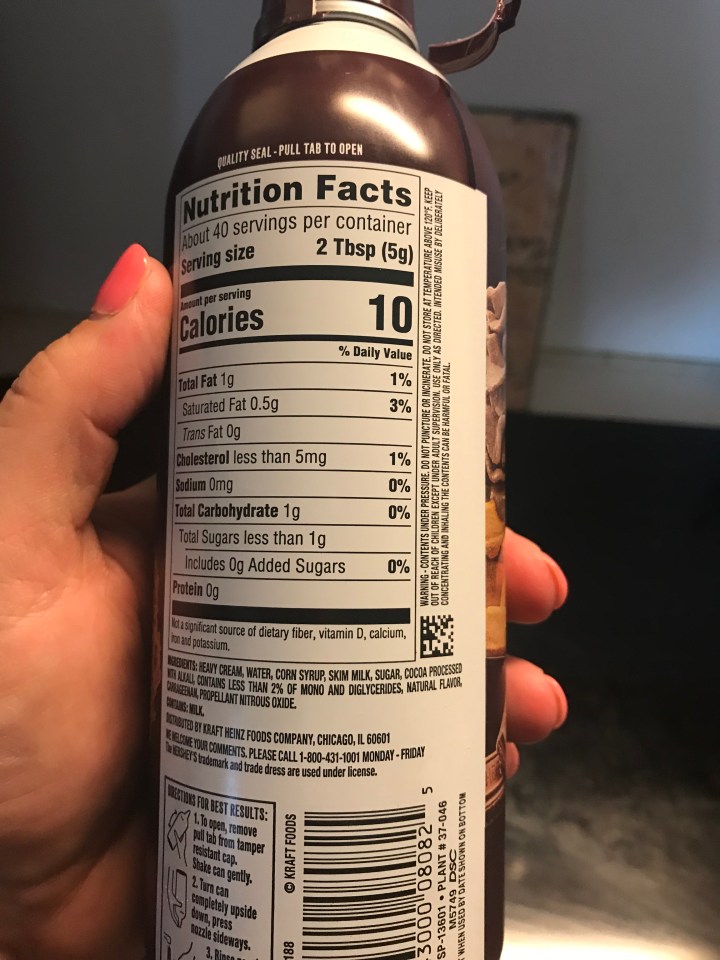 QUALITY SEAL - PULL TAB TO OPEN
Nutrition Facts
About 40 servings per container
Serving size 2 Tbsp (5g)
Amount per serving
Calories 10
% Daily Value
Total Fat 1g 1%
Saturated Fat 0.5g 3%
Trans Fat 0g
Cholesterol less than 5mg 1%
Sodium 0mg 0%
Total Carbohydrate 1g 0%
Total Sugars less than 1g
Includes 0g Added Sugars 0%
Protein 0g
Not a significant source of dietary fiber, vitamin D, calcium,
iron and potassium.
WARNING - CONTENTS UNDER PRESSURE. DO NOT PUNCTURE OR INCINERATE. DO NOT STORE AT TEMPERATURE ABOVE 120°F. KEEP
OUT OF REACH OF CHILDREN EXCEPT UNDER ADULT SUPERVISION. USE ONLY AS DIRECTED. INTENDED MISUSE BY DELIBERATELY
CONCENTRATING AND INHALING THE CONTENTS CAN BE HARMFUL OR FATAL.
INGREDIENTS: HEAVY CREAM, WATER, CORN SYRUP, SKIM MILK, SUGAR, COCOA PROCESSED
WITH ALKALI, CONTAINS LESS THAN 2% OF MONO AND DIGLYCERIDES, NATURAL FLAVOR,
CARRAGEENAN, PROPELLANT NITROUS OXIDE.
CONTAINS: MILK.
DISTRIBUTED BY KRAFT HEINZ FOODS COMPANY, CHICAGO, IL 60601
WE WELCOME YOUR COMMENTS. PLEASE CALL 1-800-431-1001 MONDAY - FRIDAY
The HERSHEY'S trademark and trade dress are used under license.
DIRECTIONS FOR BEST RESULTS:
1. To open, remove
pull tab from tamper
resistant cap.
Shake can gently.
2. Turn can
completely upside
down, press
nozzle sideways.
3. Rinse
188
© KRAFT FOODS
3000 08082 5
SP-13601 • PLANT # 37-046
M5749 DSC
WHEN USED BY DATE SHOWN ON BOTTOM